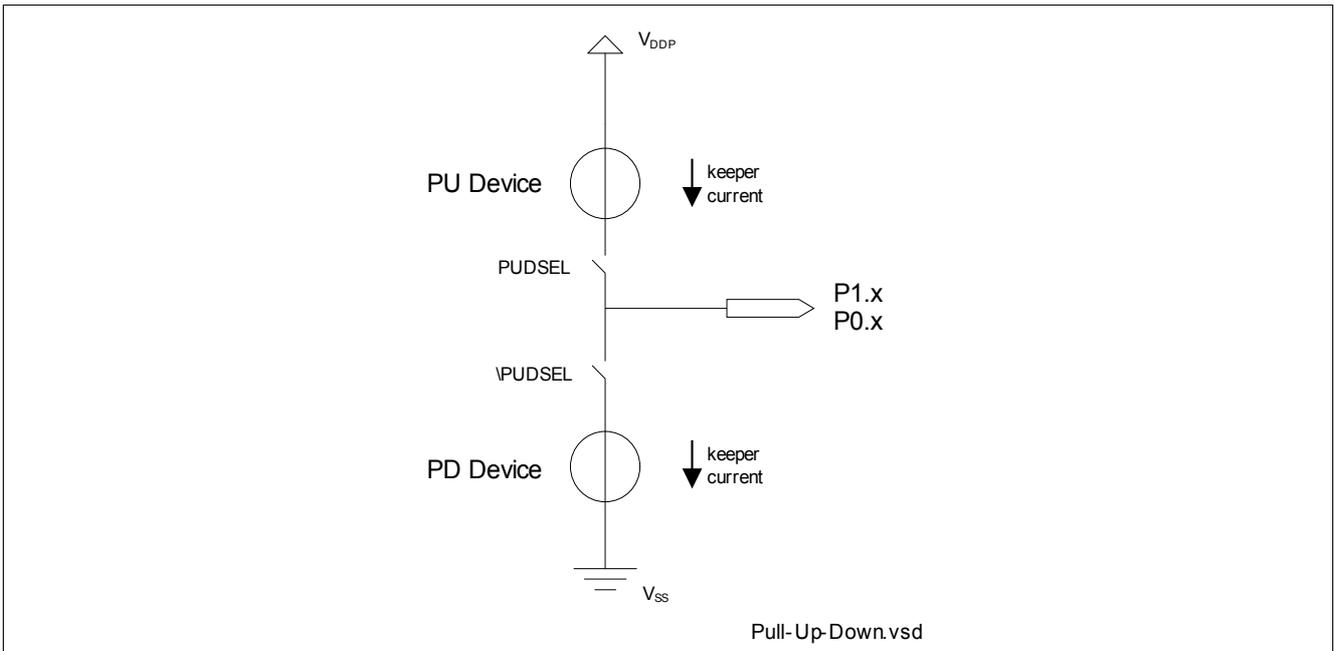 VDDP
PU Device
keeper
current
PUDSEL
P1.x
P0.x
\PUDSEL
PD Device
keeper
current
VSS
Pull-Up-Down.vsd